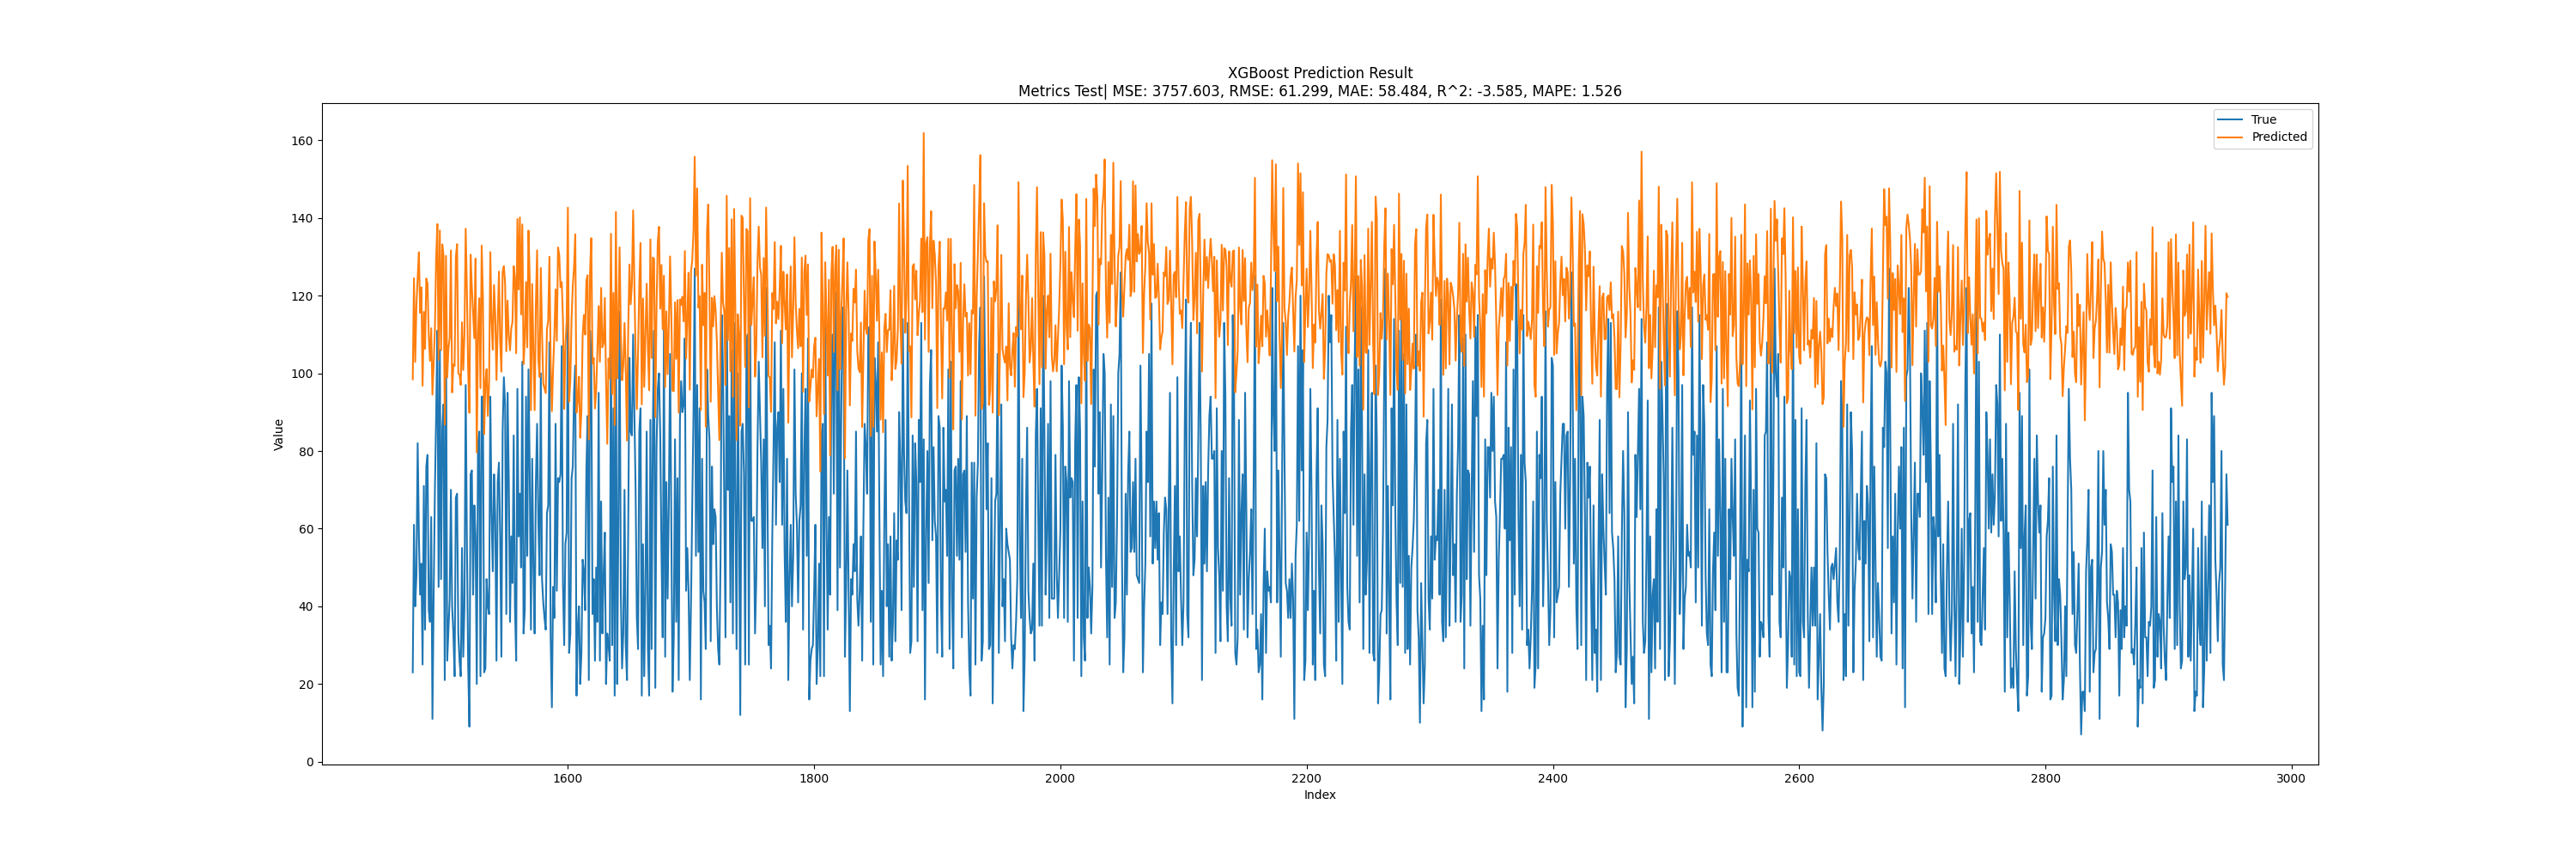 XGBoost Prediction Result
Metrics Test| MSE: 3757.603, RMSE: 61.299, MAE: 58.484, R^2: -3.585, MAPE: 1.526
True
Predicted
160
140
120
100
80
60
40
20
0
Value
1600
1800
2000
2200
2400
2600
2800
3000
Index